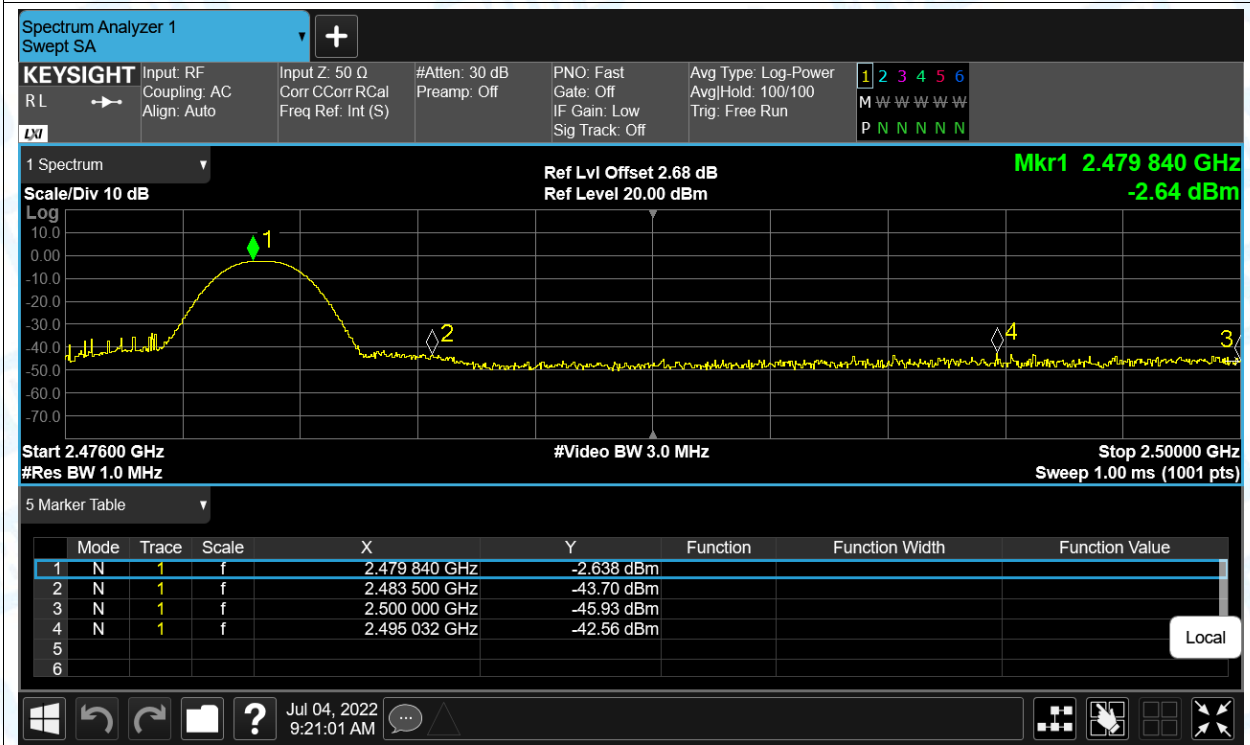 Spectrum Analyzer 1
Swept SA
+
KEYSIGHT
R L
LXI
Input: RF
Coupling: AC
Align: Auto
Input Z: 50 Ω
Corr CCorr RCal
Freq Ref: Int (S)
#Atten: 30 dB
Preamp: Off
PNO: Fast
Gate: Off
IF Gain: Low
Sig Track: Off
Avg Type: Log-Power
Avg|Hold: 100/100
Trig: Free Run
1 2 3 4 5 6
M W W W W W
P N N N N N
1 Spectrum
Scale/Div 10 dB
Ref Lvl Offset 2.68 dB
Ref Level 20.00 dBm
Mkr1 2.479 840 GHz
-2.64 dBm
Log
10.0
0.00
-10.0
-20.0
-30.0
-40.0
-50.0
-60.0
-70.0
1
2
4
3
Start 2.47600 GHz
#Video BW 3.0 MHz
Stop 2.50000 GHz
#Res BW 1.0 MHz
Sweep 1.00 ms (1001 pts)
5 Marker Table
Mode Trace Scale X Y Function Function Width Function Value
1 N 1 f 2.479 840 GHz -2.638 dBm
2 N 1 f 2.483 500 GHz -43.70 dBm
3 N 1 f 2.500 000 GHz -45.93 dBm
4 N 1 f 2.495 032 GHz -42.56 dBm
5
6
Local
?
Jul 04, 2022
9:21:01 AM